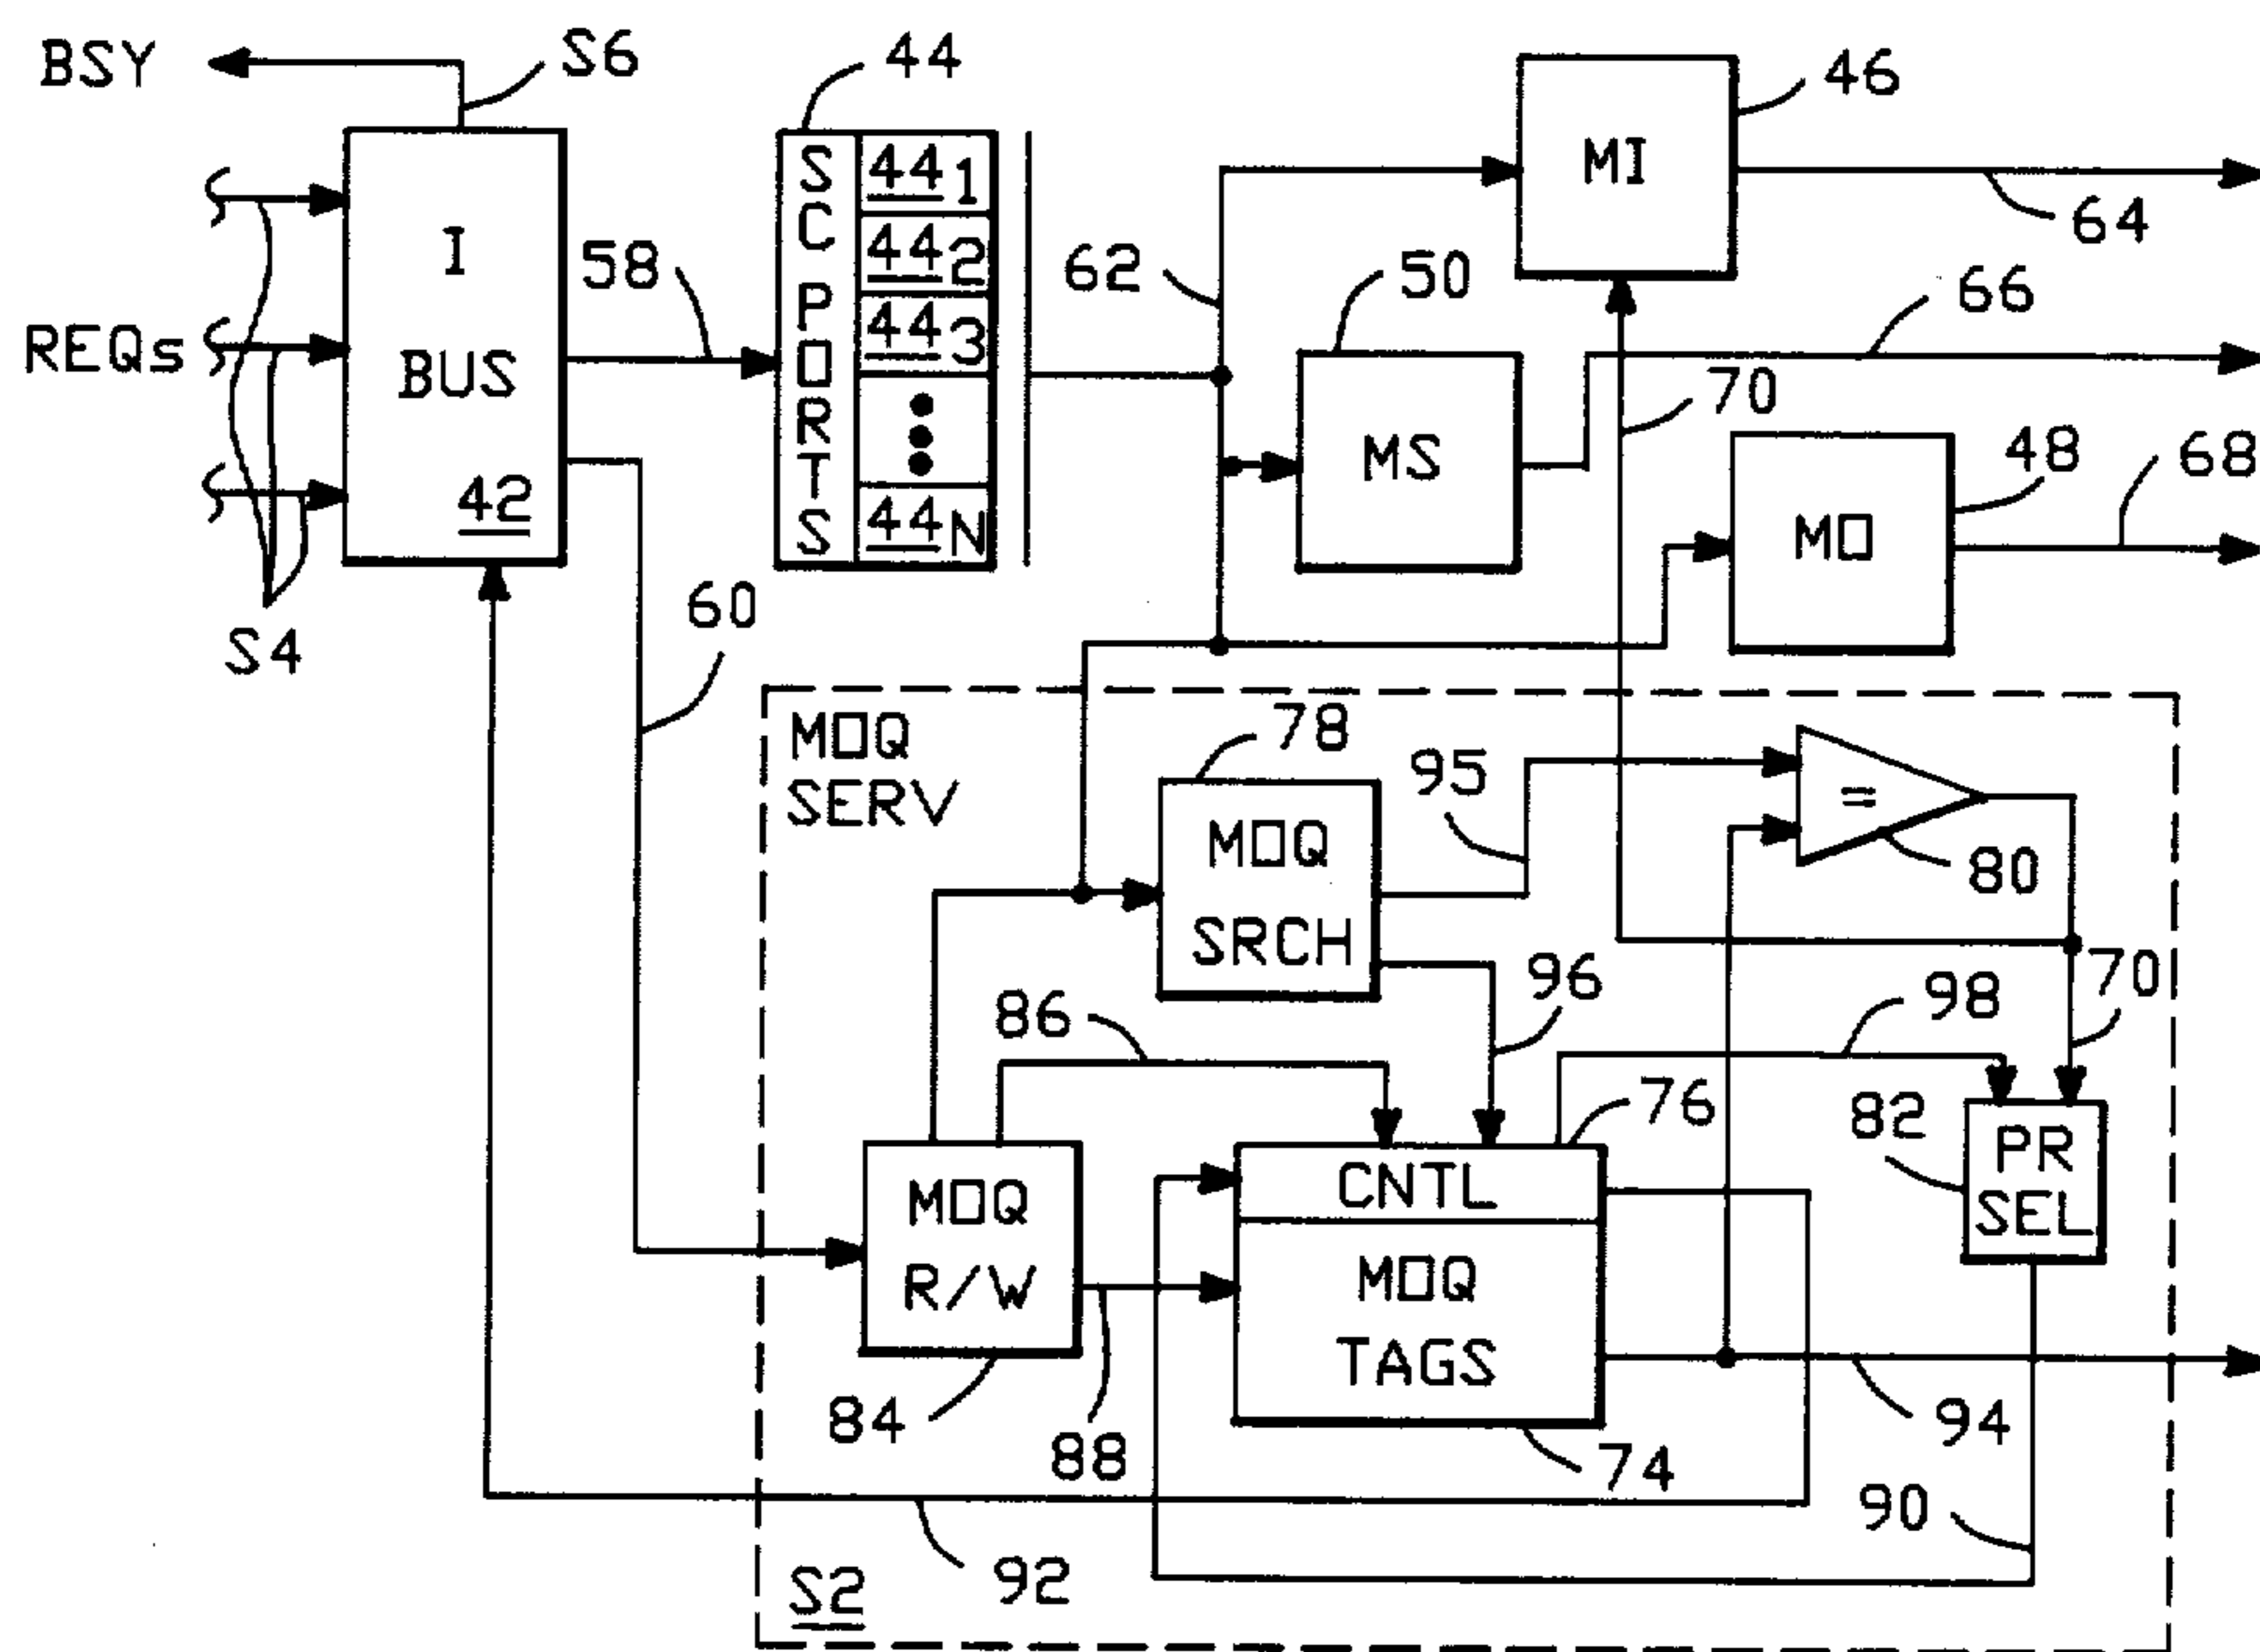 BSY
S6
44
46
S
C
P
O
R
T
S
44 1
44 2
44 3
44 N
MI
I
BUS
42
58
62
50
64
66
REQs
70
MS
48
68
MO
60
S4
MOQ
SERV
78
95
=
80
MOQ
SRCH
96
70
86
98
76
82
PR
SEL
MOQ
R/W
CNTL
MOQ
TAGS
84
88
74
94
90
92
S2